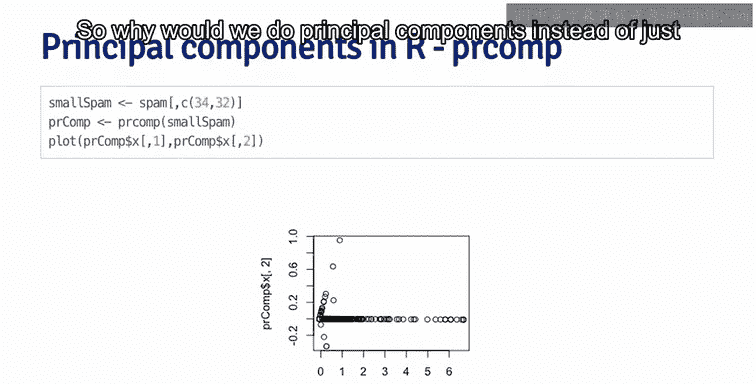 So why would we do principal components instead of just
Principal components in R - prcomp
smallSpam <- spam[,c(34,32)]
prComp <- prcomp(smallSpam)
plot(prComp$x[,1],prComp$x[,2])
prComp$x[, 2]
1.0
0.6
0.2
-0.2
0 1 2 3 4 5 6